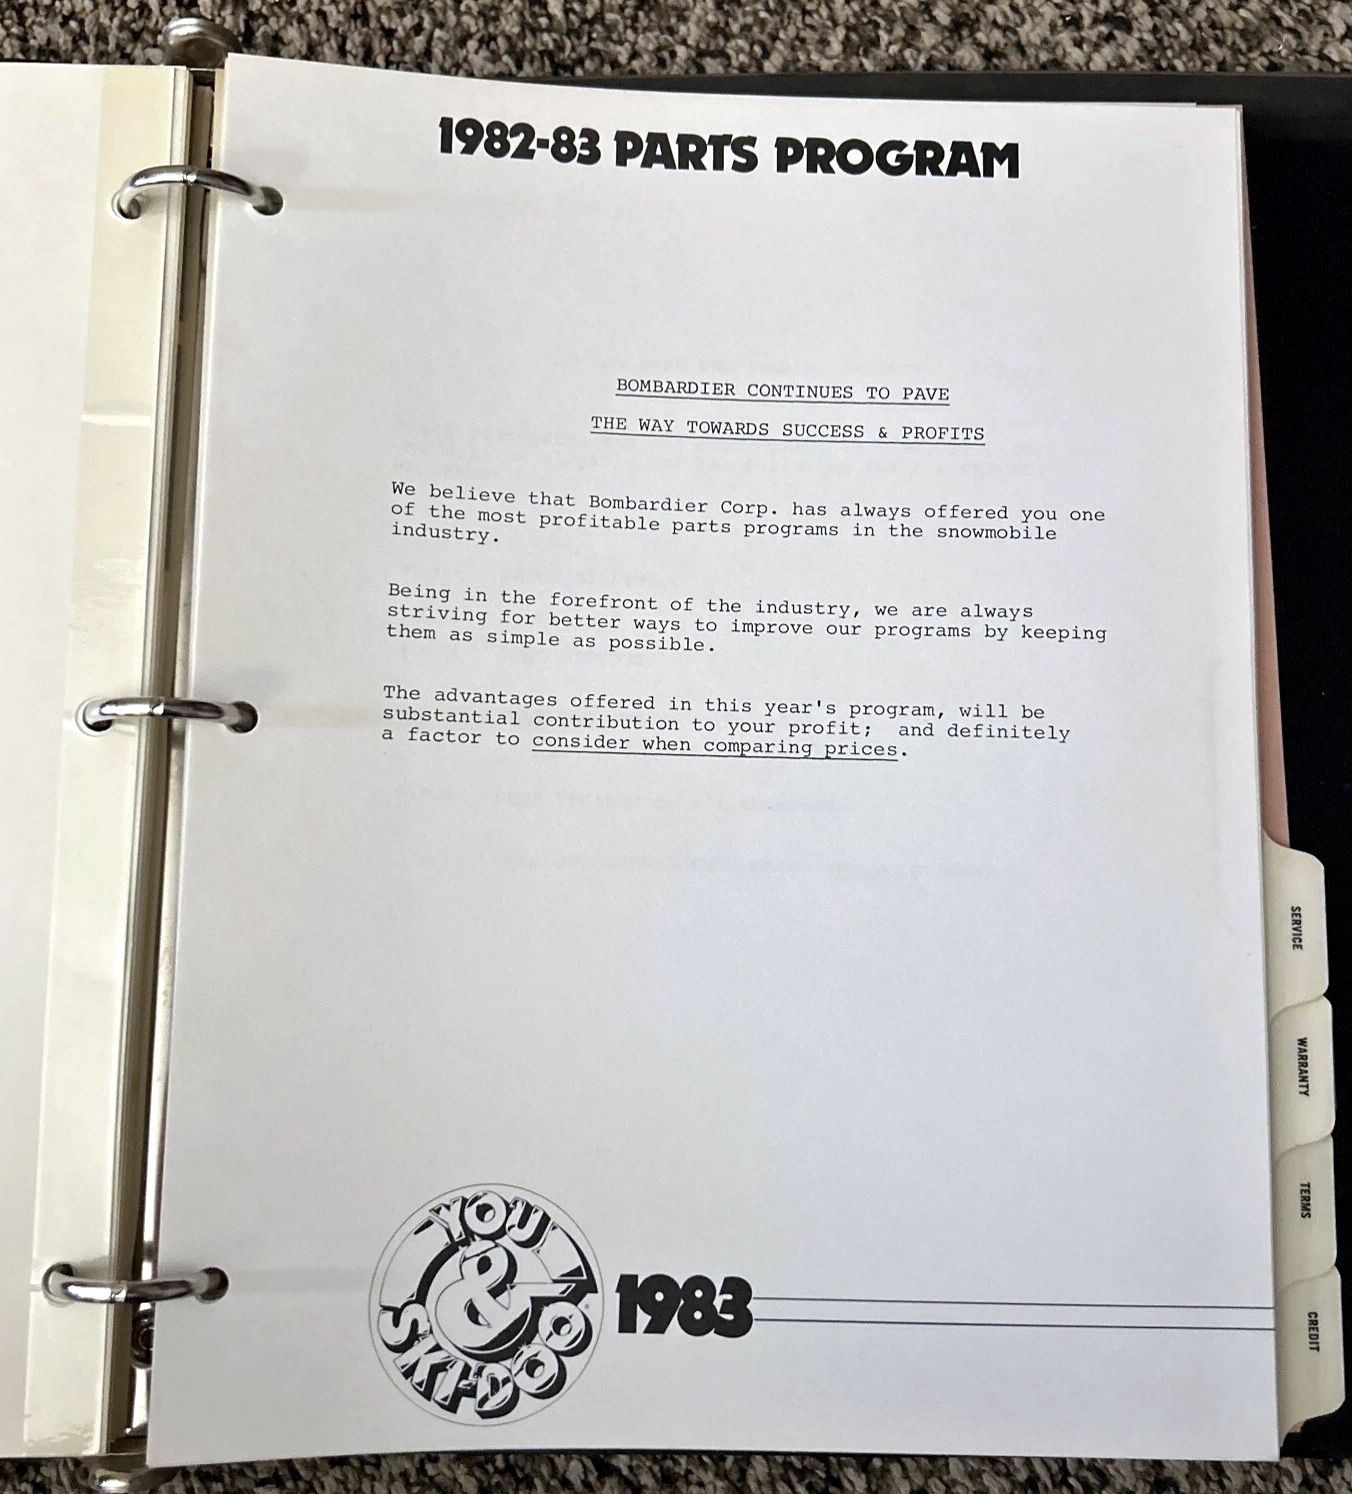 1982-83 PARTS PROGRAM
BOMBARDIER CONTINUES TO PAVE
THE WAY TOWARDS SUCCESS & PROFITS
We believe that Bombardier Corp. has always offered you one
of the most profitable parts programs in the snowmobile
industry.
Being in the forefront of the industry, we are always
striving for better ways to improve our programs by keeping
them as simple as possible.
The advantages offered in this year's program, will be
substantial contribution to your profit; and definitely
a factor to consider when comparing prices.
SERVICE
WARRANTY
TERMS
CREDIT
YOU
&
SKI-DOO
1983